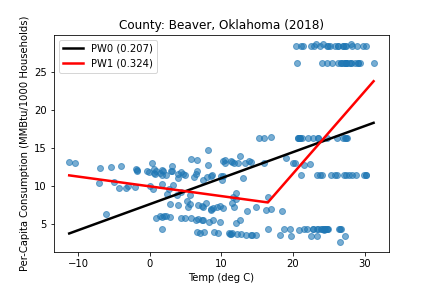 County: Beaver, Oklahoma (2018)
PW0 (0.207)
PW1 (0.324)
Per-Capita Consumption (MMBtu/1000 Households)
25
20
15
10
5
−10
0
10
20
30
Temp (deg C)